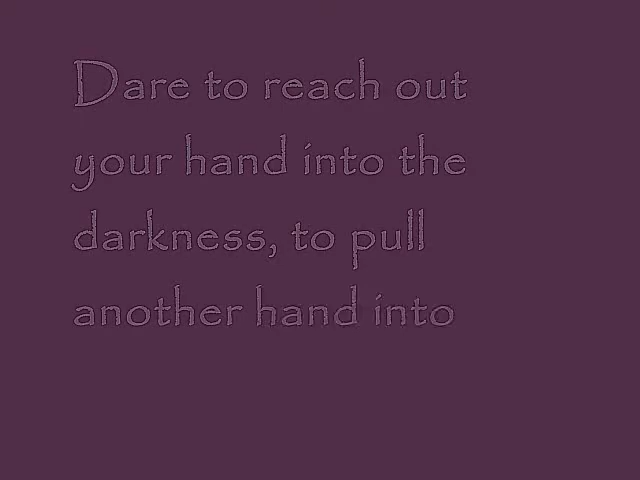 Dare to reach out
your hand into the
darkness, to pull
another hand into